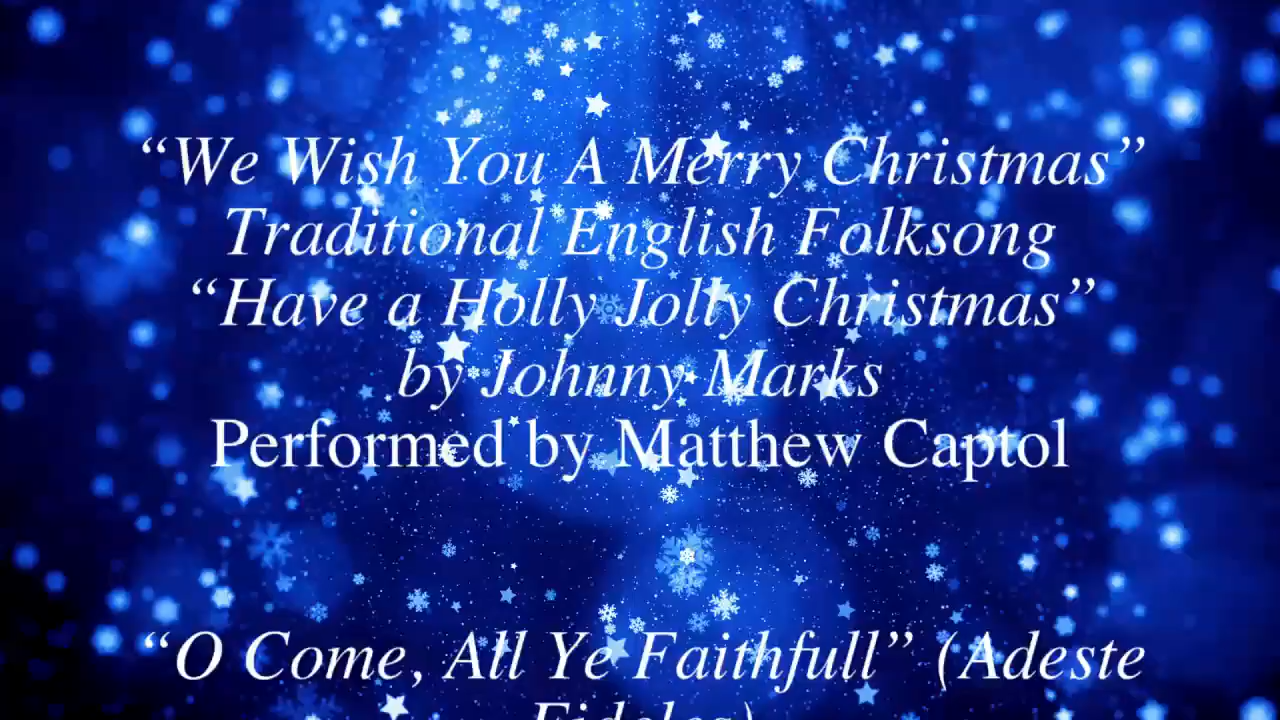 “We Wish You A Merry Christmas”
Traditional English Folksong
“Have a Holly Jolly Christmas”
by Johnny Marks
Performed by Matthew Captol
“O Come, All Ye Faithfull” (Adeste
Fideles)